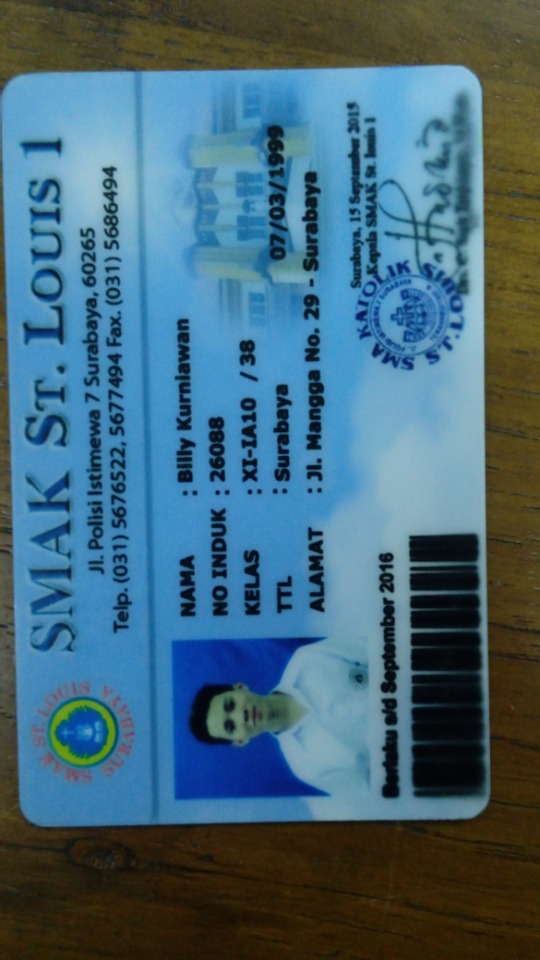 SMAK ST. LOUIS 1
Jl. Polisi Istimewa 7 Surabaya, 60265
Telp. (031) 5676522, 5677494 Fax. (031) 5686494
SMAK ST. LOUIS
SURABAYA
NAMA : Billy Kurniawan
NO INDUK : 26088
KELAS : XI-IA10 / 38
TTL : Surabaya 07/03/1999
ALAMAT : Jl. Mangga No. 29 - Surabaya
Berlaku s/d September 2016
Surabaya, 15 September 2015
Kepala SMAK St. louis 1
SMA KATOLIK
ST. LOUIS